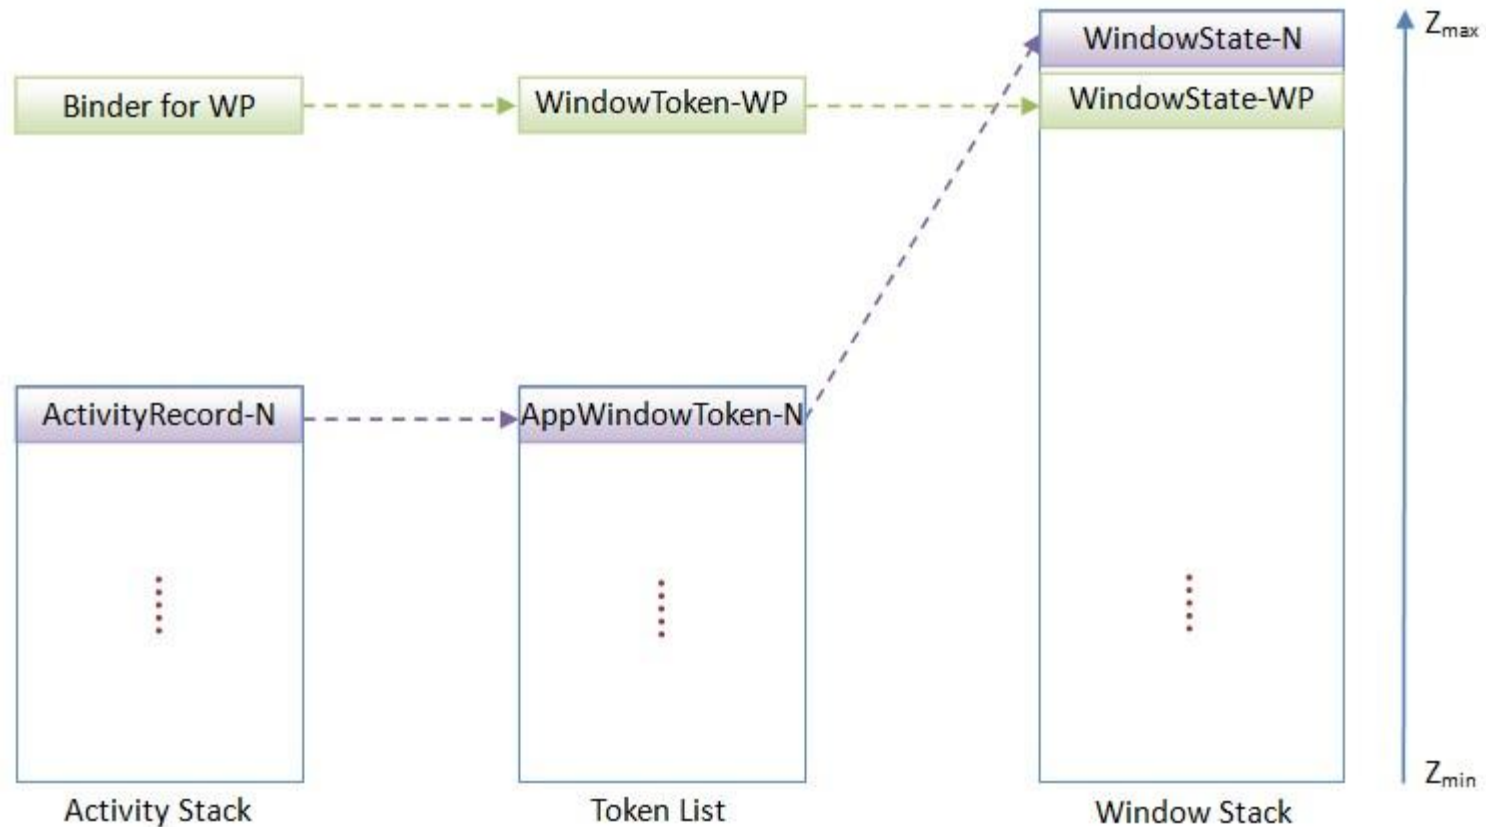 WindowState-N
Zmax
Binder for WP
WindowToken-WP
WindowState-WP
ActivityRecord-N
AppWindowToken-N
Zmin
Activity Stack
Token List
Window Stack